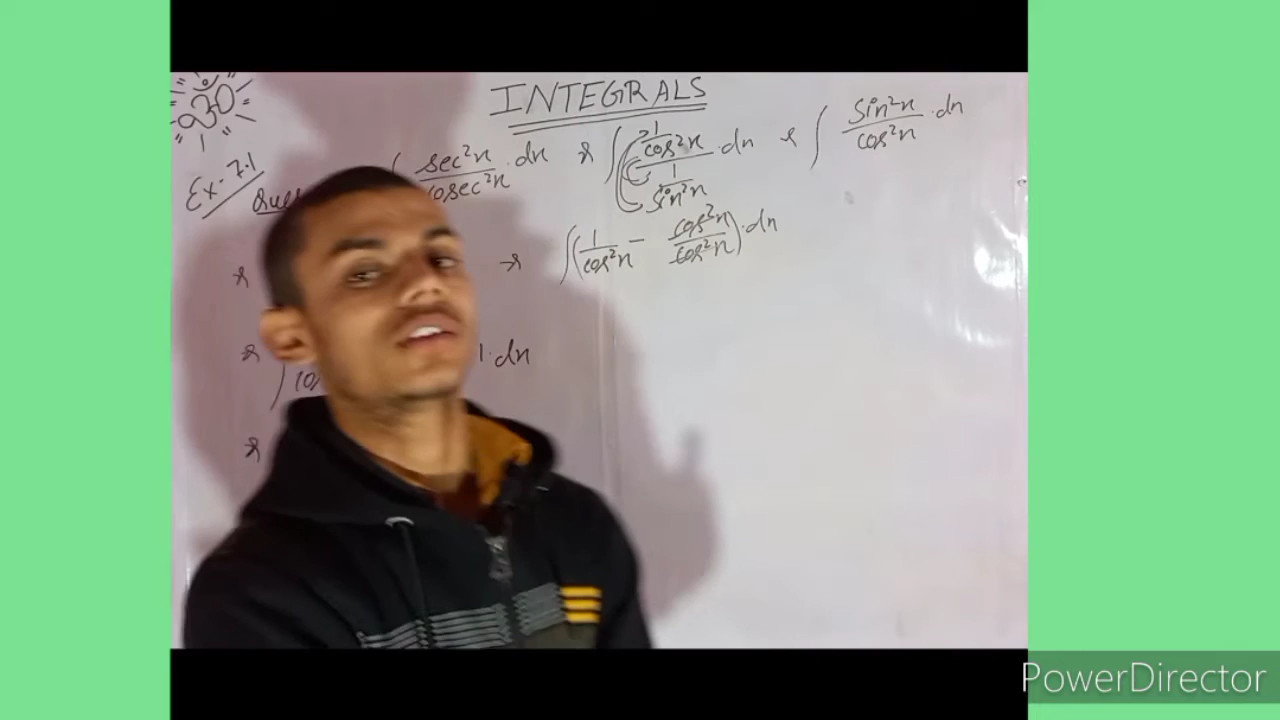 INTEGRALS
Ex-7.1
∫ sec²x/cosec²x · dx ⇒ ∫ (1/cos²x)/(1/sin²x) · dx ⇒ ∫ sin²x/cos²x · dx
⇒ ∫(1/cos²x − cos²x/cos²x)·dx
1·dx
PowerDirector